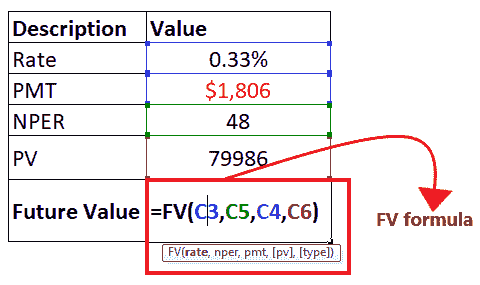 Description Value
Rate 0.33%
PMT $1,806
NPER 48
PV 79986
Future Value =FV(C3,C5,C4,C6)
FV(rate, nper, pmt, [pv], [type])
FV formula